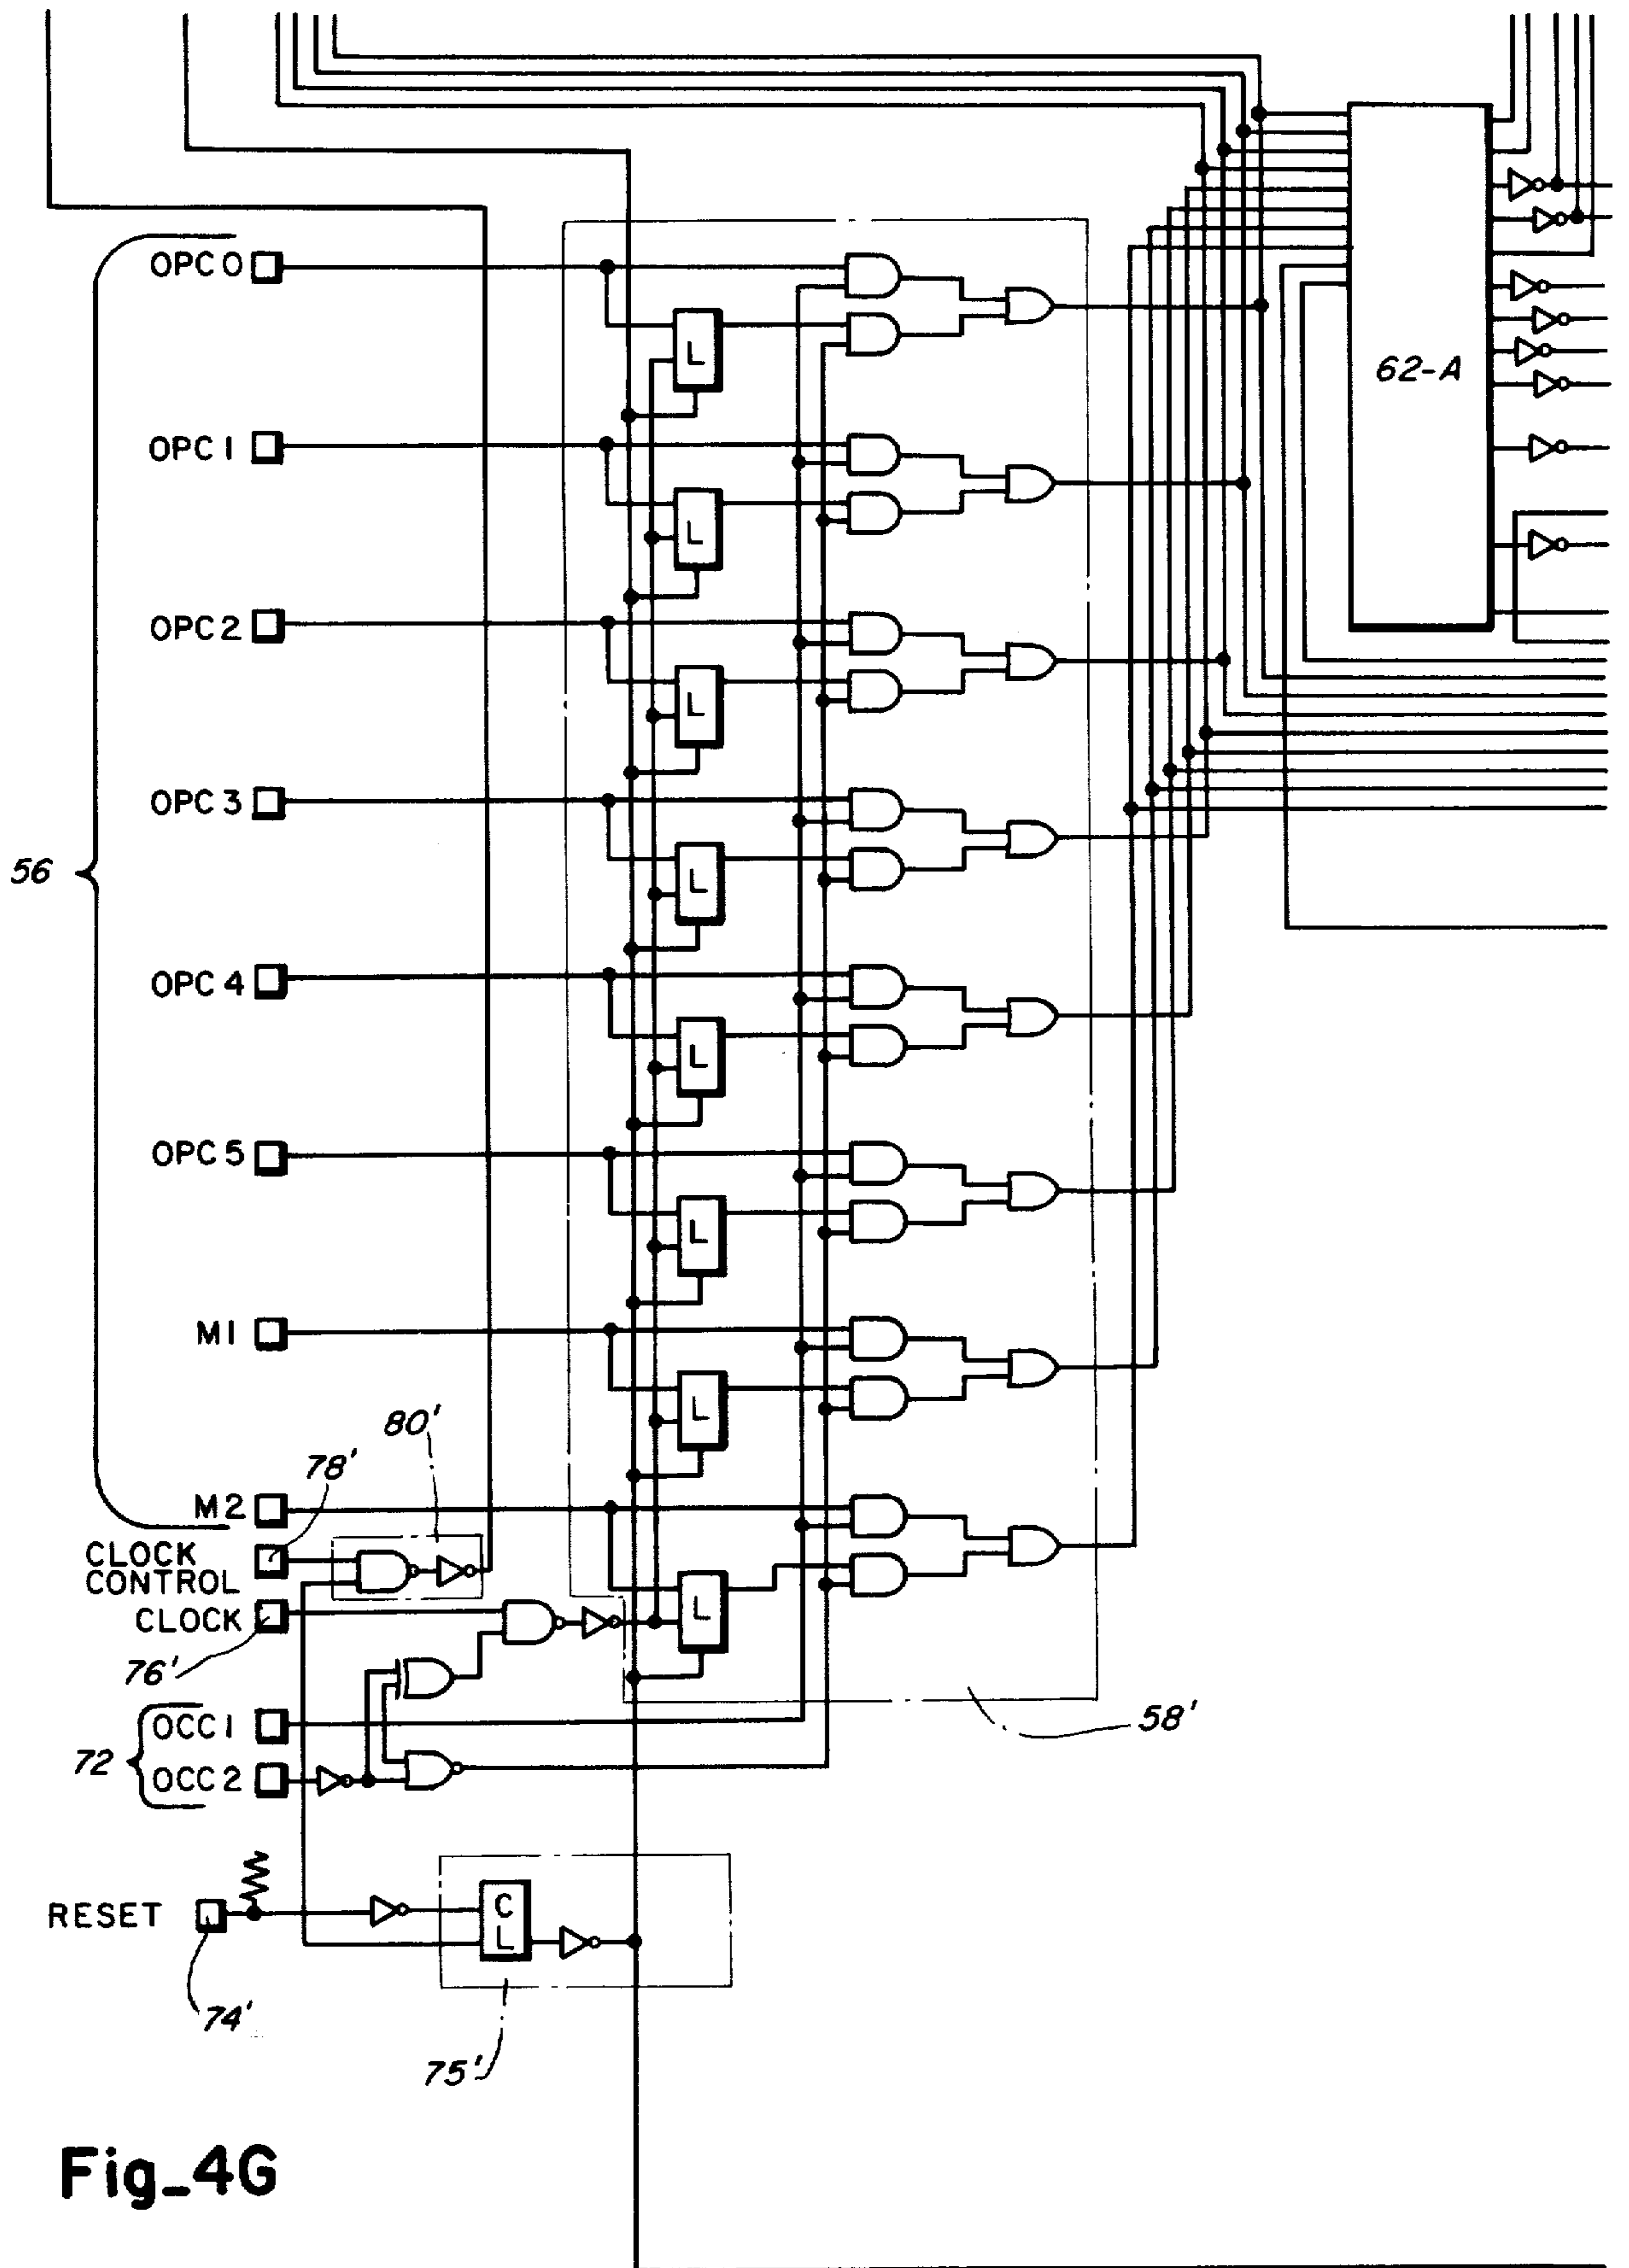 62-A
OPC 0
L
OPC 1
L
OPC 2
L
OPC 3
L
56
OPC 4
L
OPC 5
L
M1
L
80'
78'
M2
CLOCK
CONTROL
L
CLOCK
76'
58'
OCC 1
72
OCC 2
RESET
C
L
74'
75'
Fig_4G